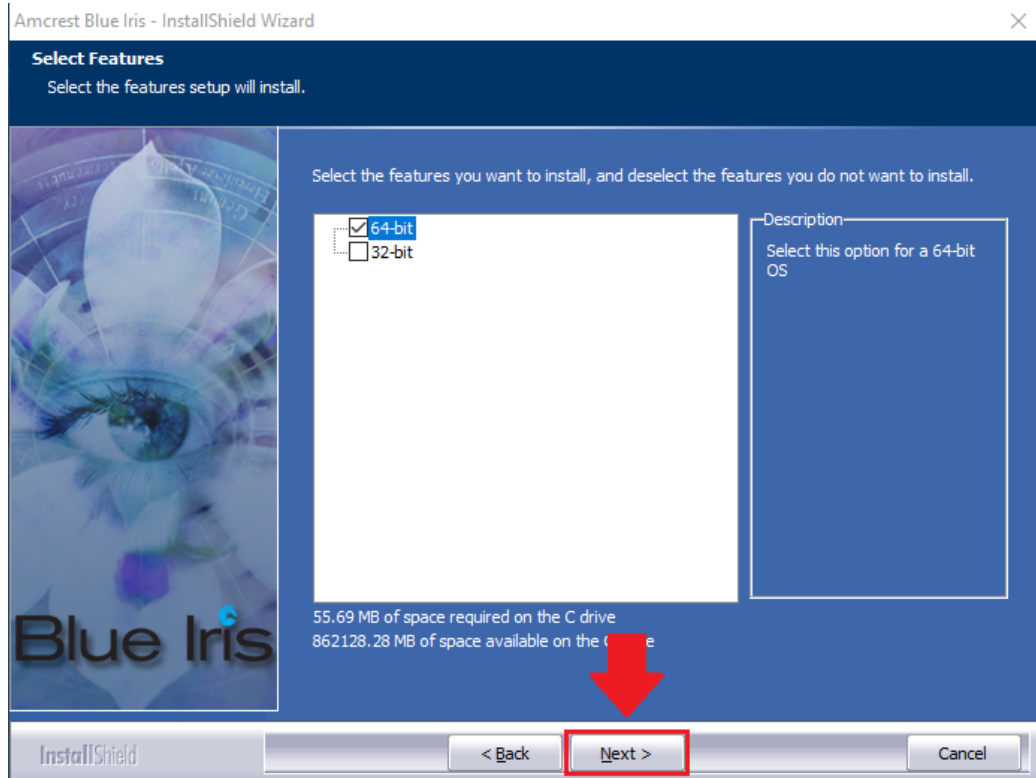 Amcrest Blue Iris - InstallShield Wizard
Select Features
Select the features setup will install.
Select the features you want to install, and deselect the features you do not want to install.
64-bit
32-bit
Description
Select this option for a 64-bit
OS
55.69 MB of space required on the C drive
862128.28 MB of space available on the
Blue Iris
InstallShield
< Back
Next >
Cancel